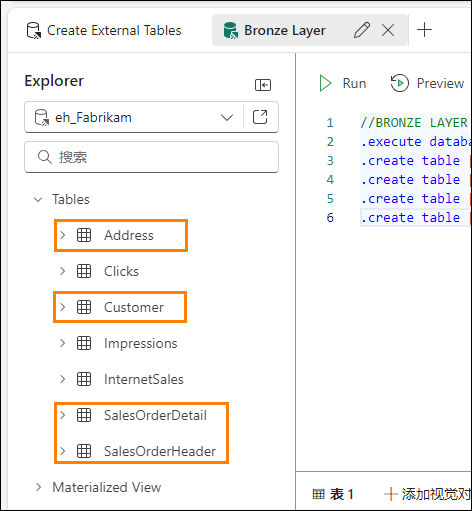 Create External Tables
Bronze Layer
Explorer
eh_Fabrikam
搜索
Tables
Address
Clicks
Customer
Impressions
InternetSales
SalesOrderDetail
SalesOrderHeader
Materialized View
Run
Preview
1 //BRONZE LAYER
2 .execute databa
3 .create table [
4 .create table [
5 .create table [
6 .create table [
表 1
添加视觉对